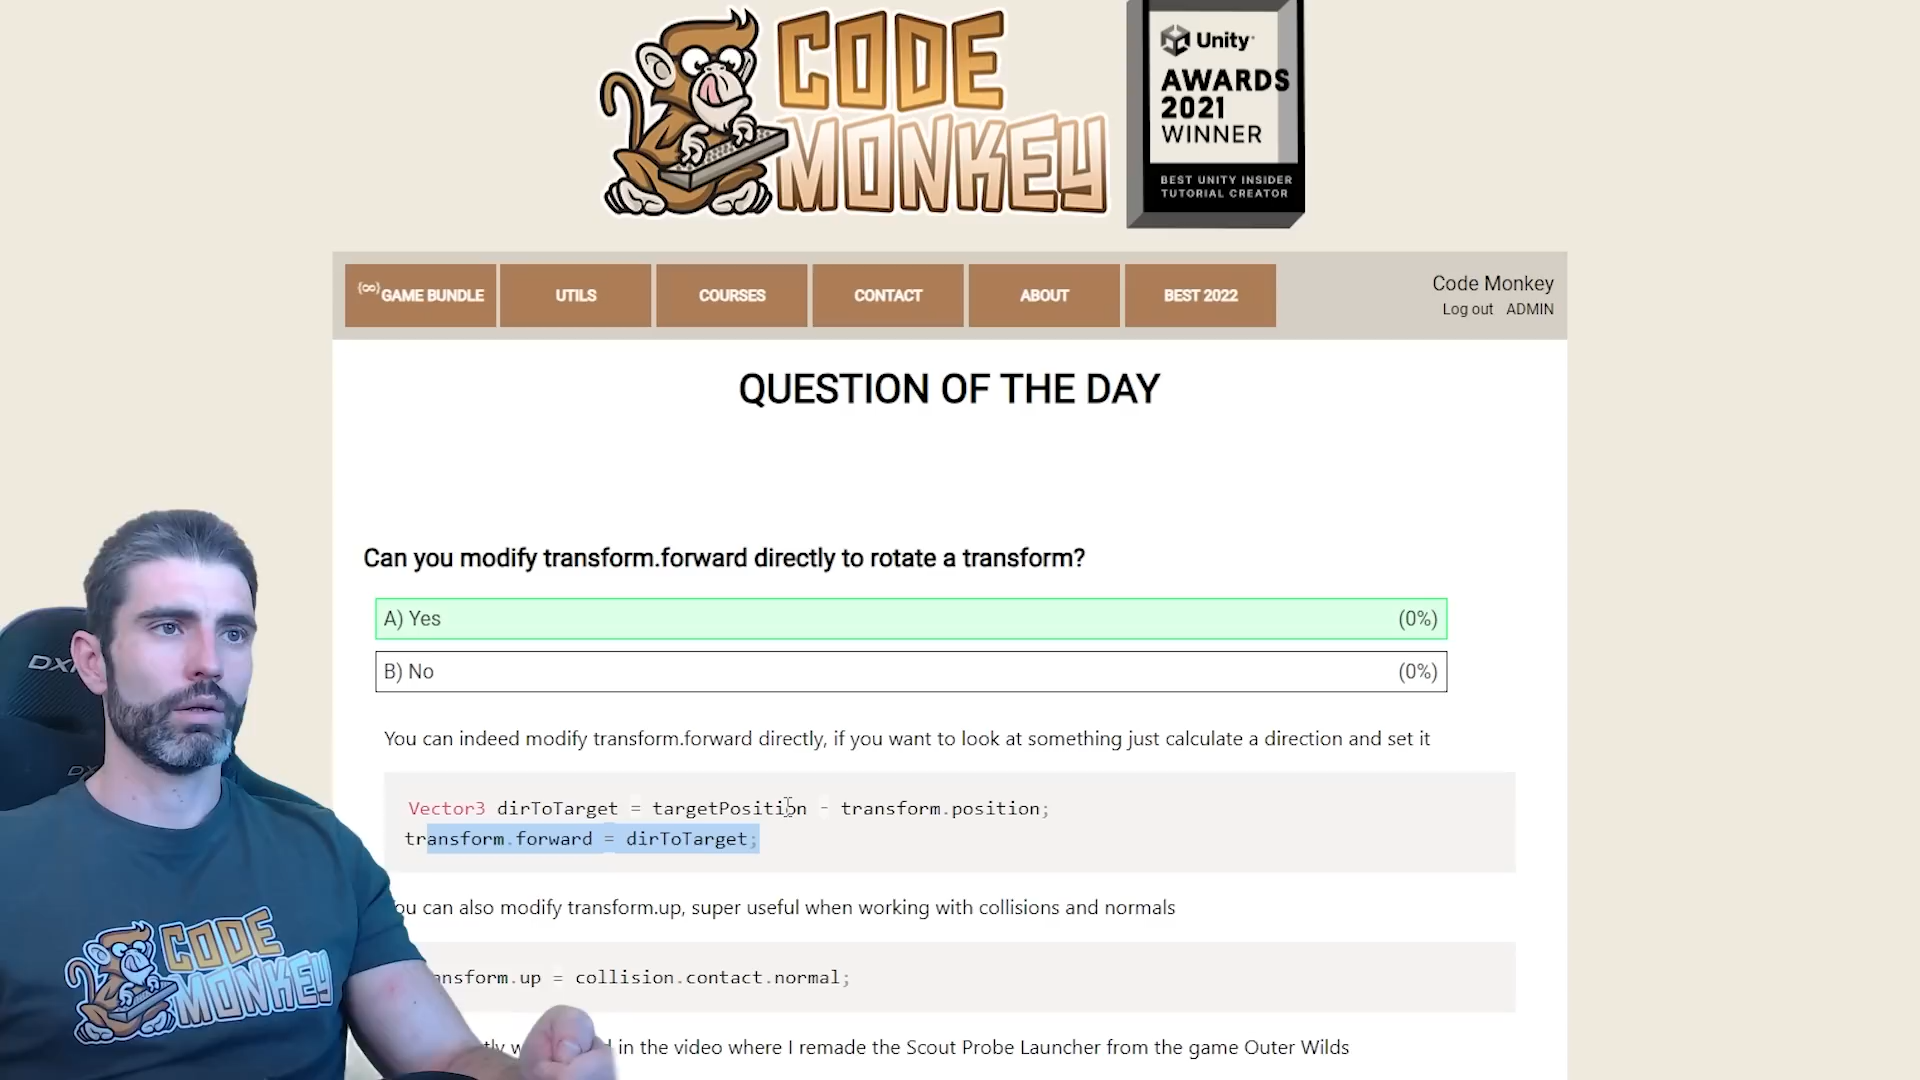 CODE
MONKEY
Unity
AWARDS
2021
WINNER
BEST UNITY INSIDER
TUTORIAL CREATOR
{∞}GAME BUNDLE
UTILS
COURSES
CONTACT
ABOUT
BEST 2022
Code Monkey
Log out ADMIN
QUESTION OF THE DAY
Can you modify transform.forward directly to rotate a transform?
A) Yes (0%)
B) No (0%)
You can indeed modify transform.forward directly, if you want to look at something just calculate a direction and set it
Vector3 dirToTarget = targetPosition - transform.position;
transform.forward = dirToTarget;
ou can also modify transform.up, super useful when working with collisions and normals
ansform.up = collision.contact.normal;
in the video where I remade the Scout Probe Launcher from the game Outer Wilds
CODE
MONKEY